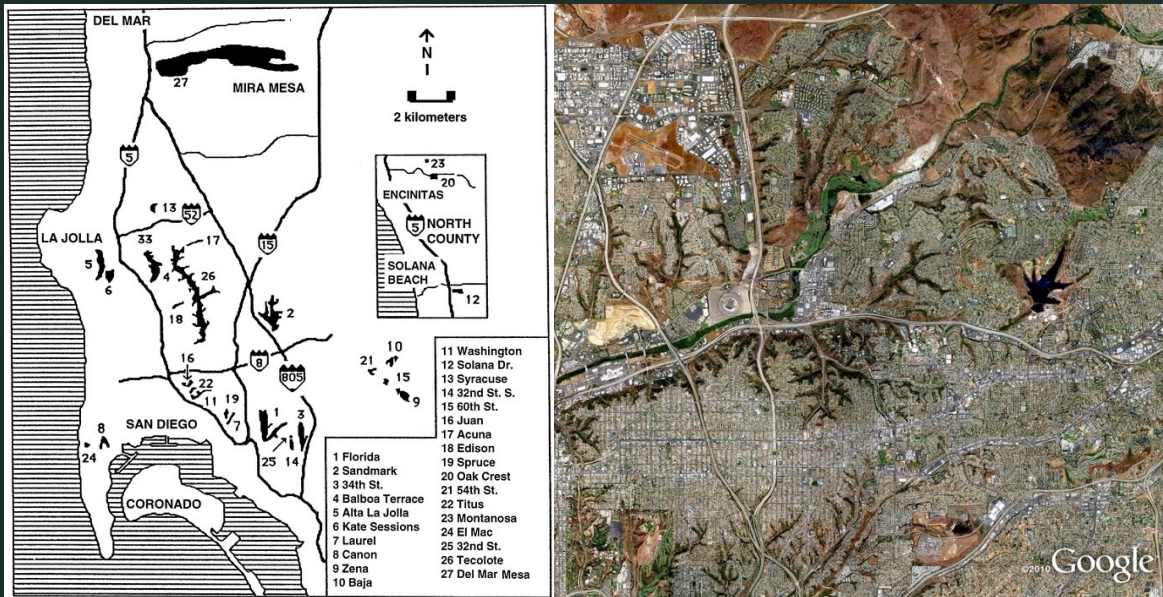 DEL MAR
27
MIRA MESA
N
2 kilometers
5
23
20
ENCINITAS
5
NORTH
COUNTY
SOLANA
BEACH
12
13
52
LA JOLLA
33
17
15
5
4
26
6
18
2
8
10
21
16
805
15
22
19
11
9
SAN DIEGO
7
1
3
8
24
25
14
CORONADO
1 Florida
2 Sandmark
3 34th St.
4 Balboa Terrace
5 Alta La Jolla
6 Kate Sessions
7 Laurel
8 Canon
9 Zena
10 Baja
11 Washington
12 Solana Dr.
13 Syracuse
14 32nd St. S.
15 60th St.
16 Juan
17 Acuna
18 Edison
19 Spruce
20 Oak Crest
21 54th St.
22 Titus
23 Montanosa
24 El Mac
25 32nd St.
26 Tecolote
27 Del Mar Mesa
©2010 Google